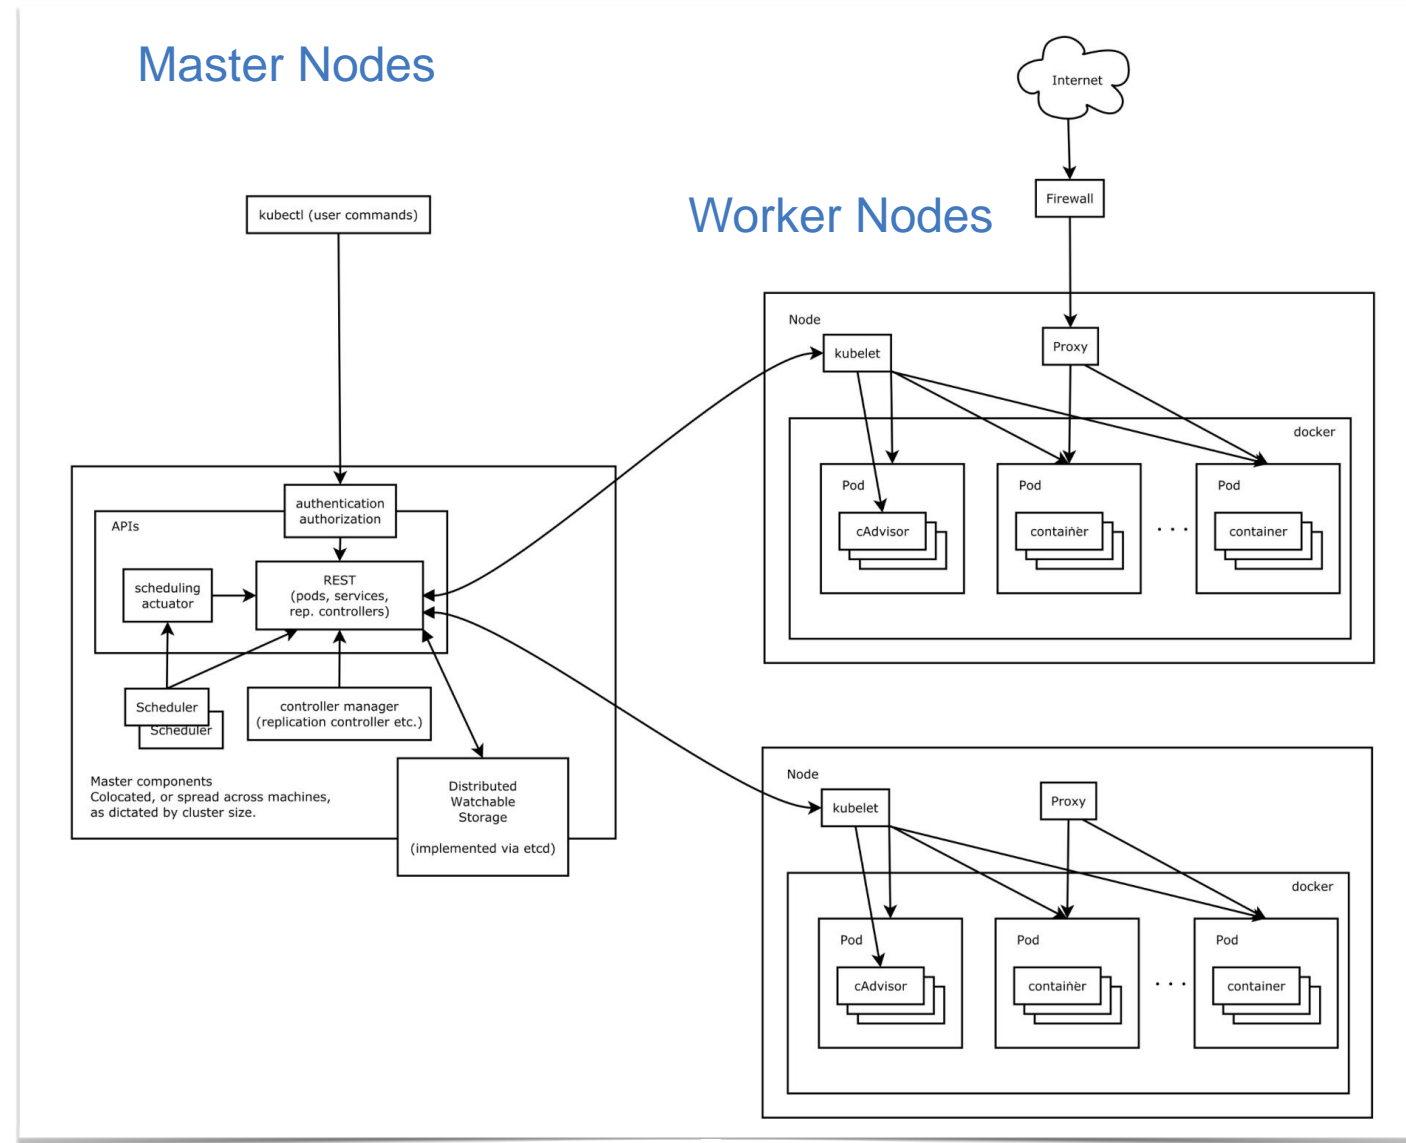 Master Nodes
Internet
Firewall
Worker Nodes
kubectl (user commands)
authentication
authorization
APIs
REST
(pods, services,
rep. controllers)
scheduling
actuator
Scheduler
Scheduler
controller manager
(replication controller etc.)
Master components
Colocated, or spread across machines,
as dictated by cluster size.
Distributed
Watchable
Storage
(implemented via etcd)
Node
kubelet
Proxy
docker
Pod
cAdvisor
Pod
container
. . .
Pod
container
Node
kubelet
Proxy
docker
Pod
cAdvisor
Pod
container
. . .
Pod
container